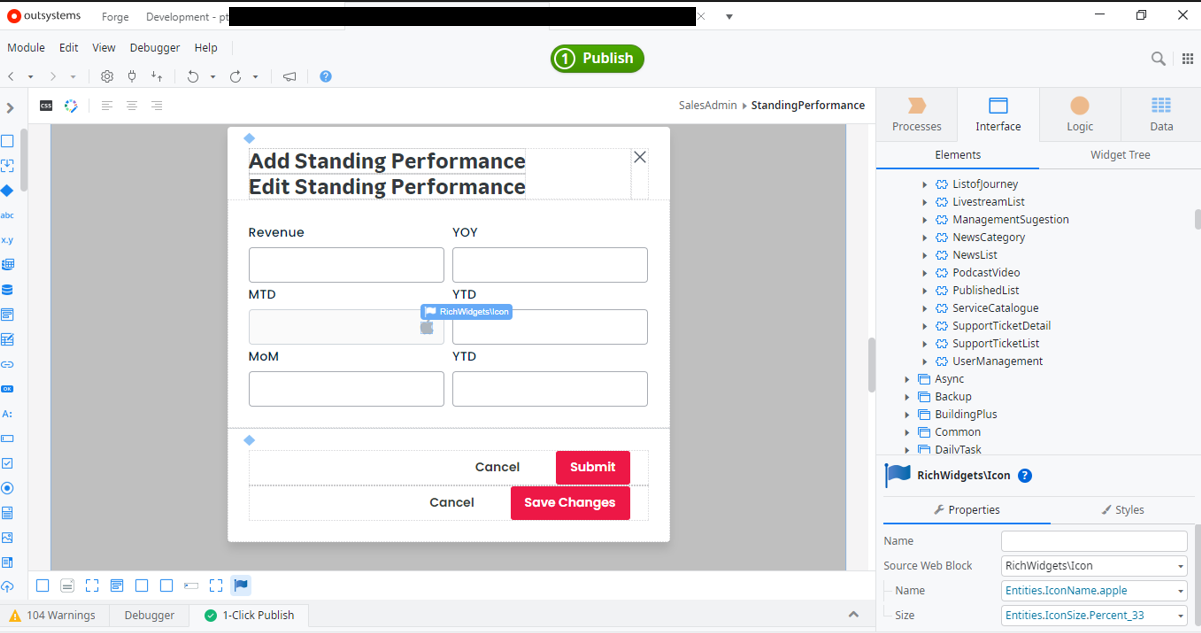 outsystems Forge Development - pt
Module Edit View Debugger Help
1 Publish
css SalesAdmin StandingPerformance
Processes Interface Logic Data
Elements Widget Tree
abc
x.y
OK
A:
Add Standing Performance
Edit Standing Performance
Revenue YOY
MTD YTD
RichWidgets\Icon
MoM YTD
Cancel Submit
Cancel Save Changes
ListofJourney
LivestreamList
ManagementSugestion
NewsCategory
NewsList
PodcastVideo
PublishedList
ServiceCatalogue
SupportTicketDetail
SupportTicketList
UserManagement
Async
Backup
BuildingPlus
Common
DailyTask
RichWidgets\Icon ?
Properties Styles
Name
Source Web Block RichWidgets\Icon
Name Entities.IconName.apple
Size Entities.IconSize.Percent_33
104 Warnings Debugger 1-Click Publish